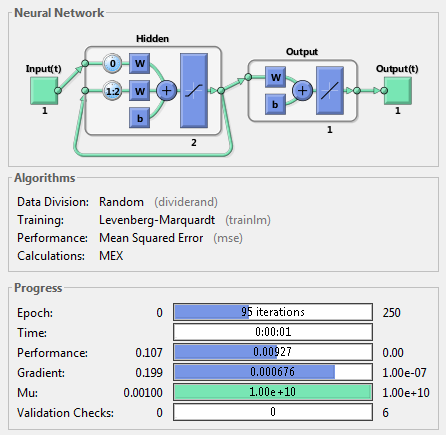 Neural Network
Hidden
Output
Input(t)
Output(t)
0
W
1:2
W
b
+
W
b
+
1
2
1
1
Algorithms
Data Division: Random (dividerand)
Training: Levenberg-Marquardt (trainlm)
Performance: Mean Squared Error (mse)
Calculations: MEX
Progress
Epoch: 0 95 iterations 250
Time: 0:00:01
Performance: 0.107 0.00927 0.00
Gradient: 0.199 0.000676 1.00e-07
Mu: 0.00100 1.00e+10 1.00e+10
Validation Checks: 0 0 6